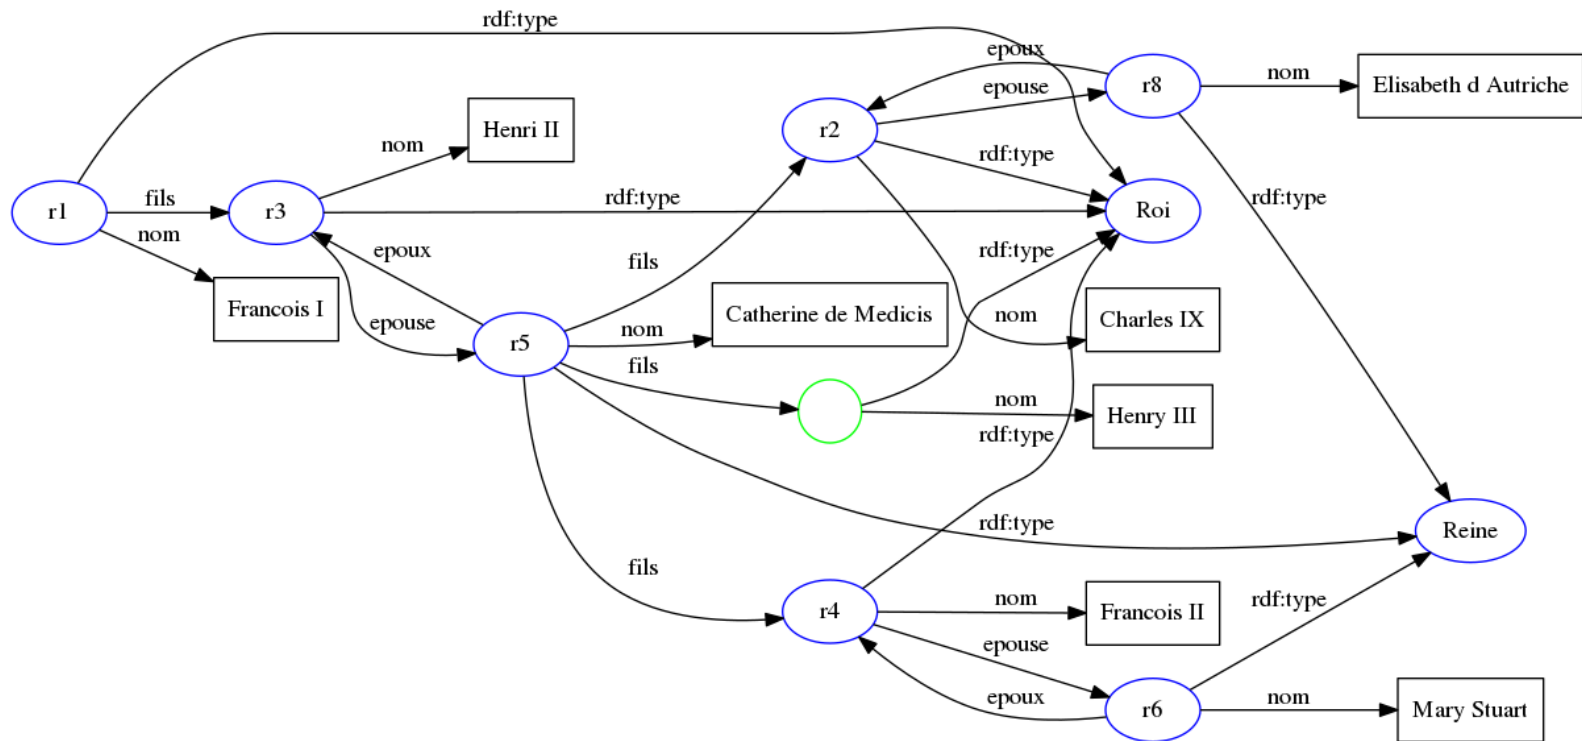 rdf:type
epoux
r8
nom
Elisabeth d Autriche
epouse
Henri II
nom
r2
rdf:type
rdf:type
r1
fils
r3
rdf:type
Roi
nom
epoux
fils
rdf:type
Francois I
epouse
r5
nom
Catherine de Medicis
nom
Charles IX
fils
nom
Henry III
rdf:type
rdf:type
Reine
fils
r4
nom
Francois II
rdf:type
epouse
epoux
r6
nom
Mary Stuart